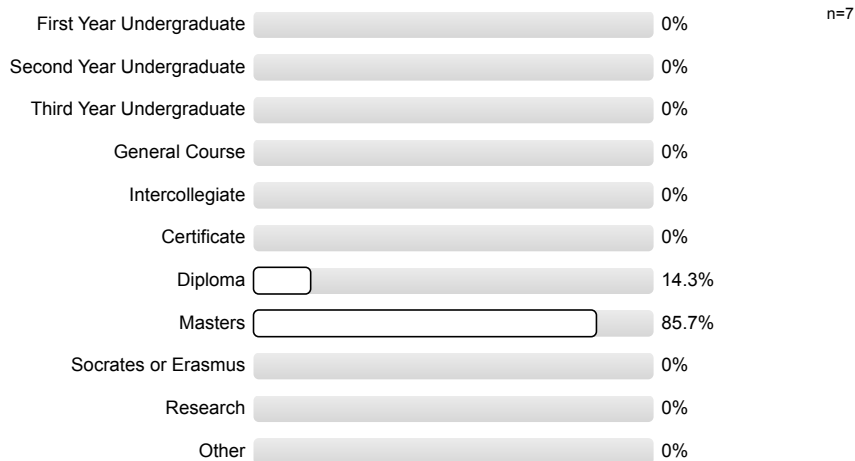 First Year Undergraduate 0% n=7
Second Year Undergraduate 0%
Third Year Undergraduate 0%
General Course 0%
Intercollegiate 0%
Certificate 0%
Diploma 14.3%
Masters 85.7%
Socrates or Erasmus 0%
Research 0%
Other 0%